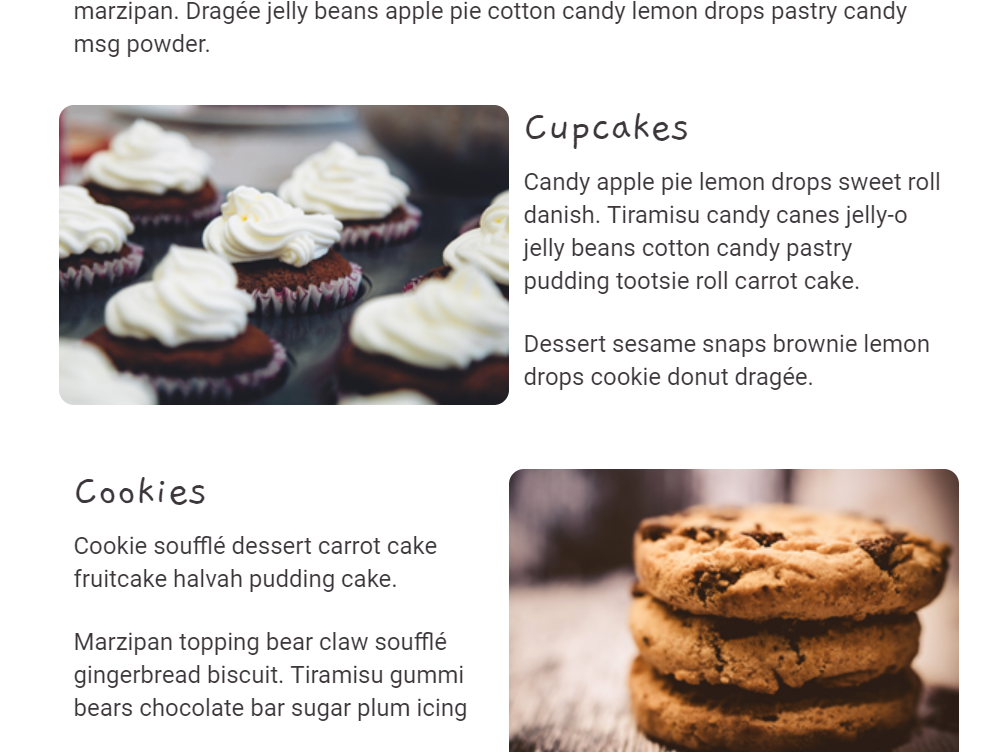 marzipan. Dragée jelly beans apple pie cotton candy lemon drops pastry candy
msg powder.
Cupcakes
Candy apple pie lemon drops sweet roll
danish. Tiramisu candy canes jelly-o
jelly beans cotton candy pastry
pudding tootsie roll carrot cake.
Dessert sesame snaps brownie lemon
drops cookie donut dragée.
Cookies
Cookie soufflé dessert carrot cake
fruitcake halvah pudding cake.
Marzipan topping bear claw soufflé
gingerbread biscuit. Tiramisu gummi
bears chocolate bar sugar plum icing